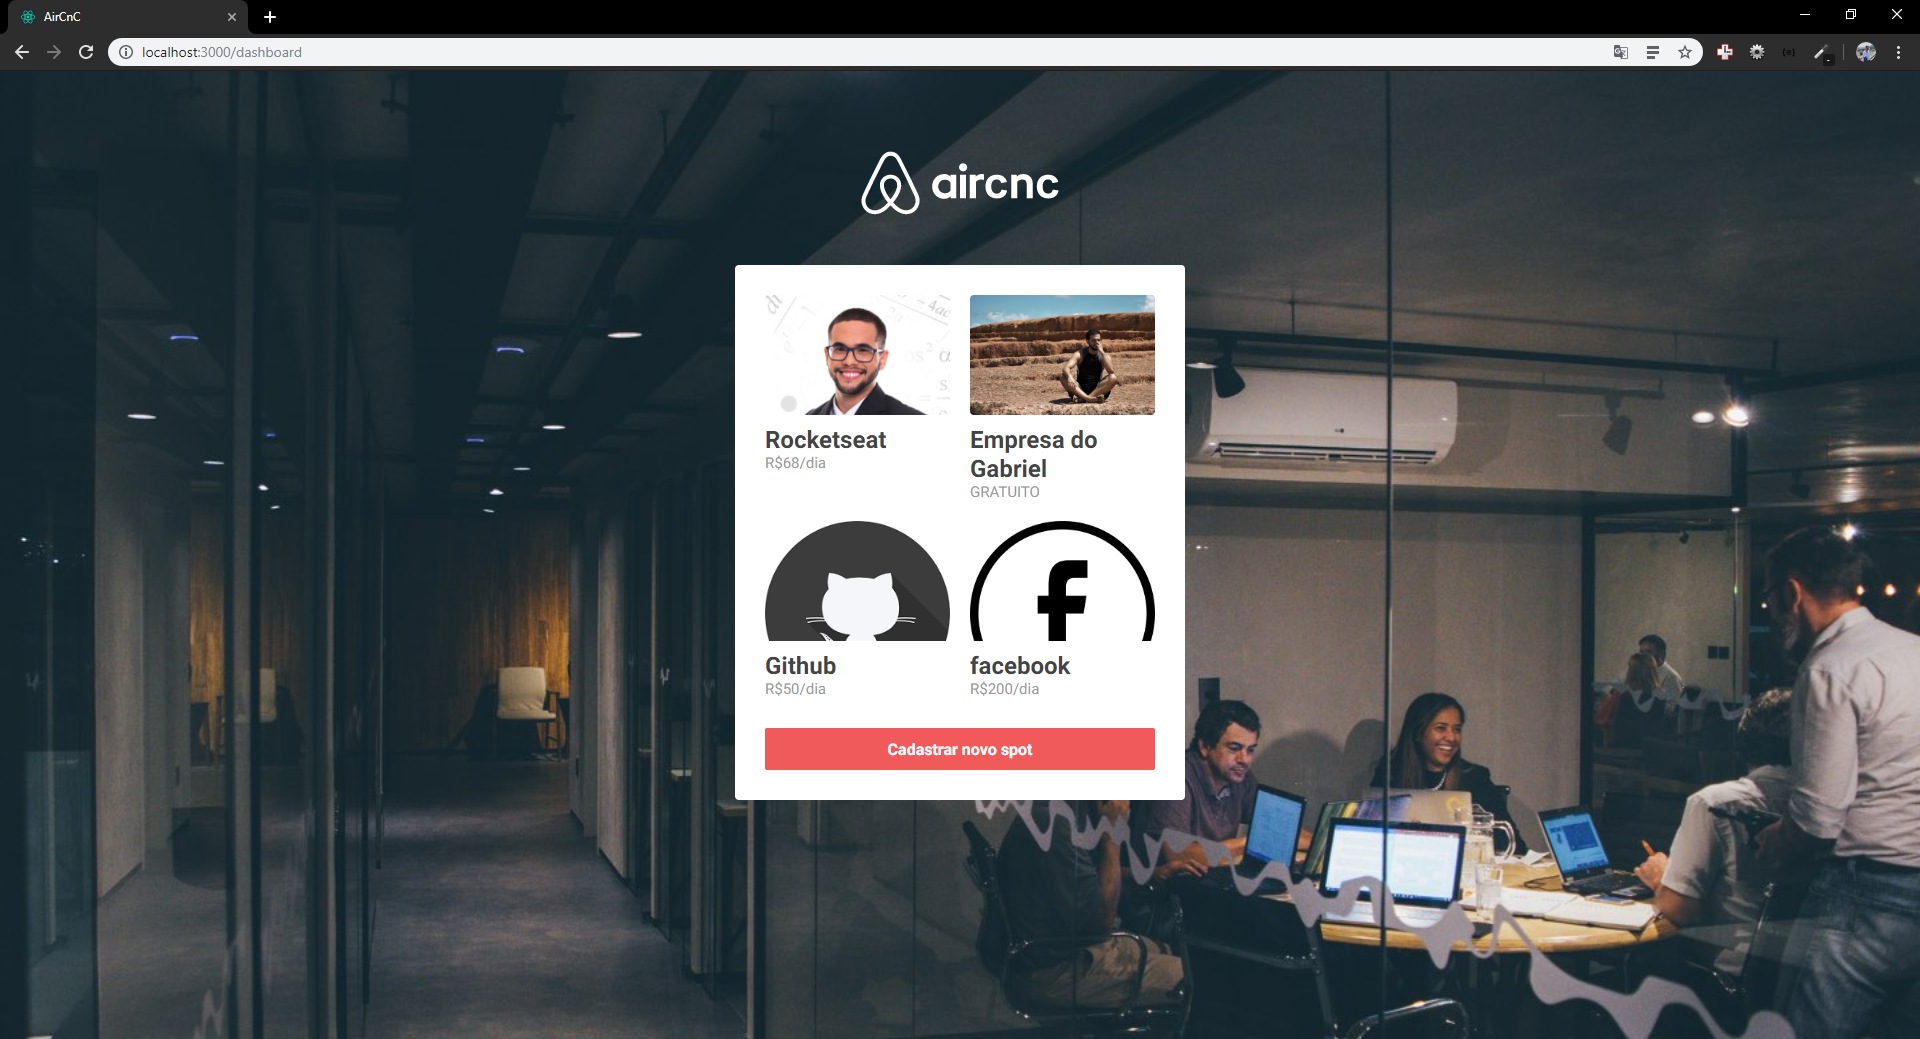 AirCnC
localhost:3000/dashboard
aircnc
Rocketseat
R$68/dia
Empresa do
Gabriel
GRATUITO
Github
R$50/dia
facebook
R$200/dia
Cadastrar novo spot